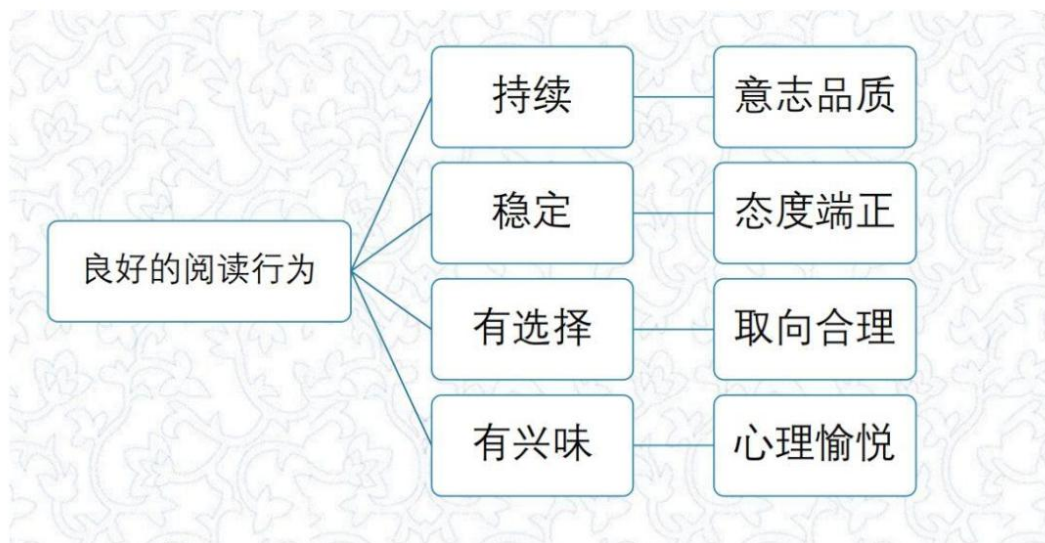 良好的阅读行为
持续
意志品质
稳定
态度端正
有选择
取向合理
有兴味
心理愉悦